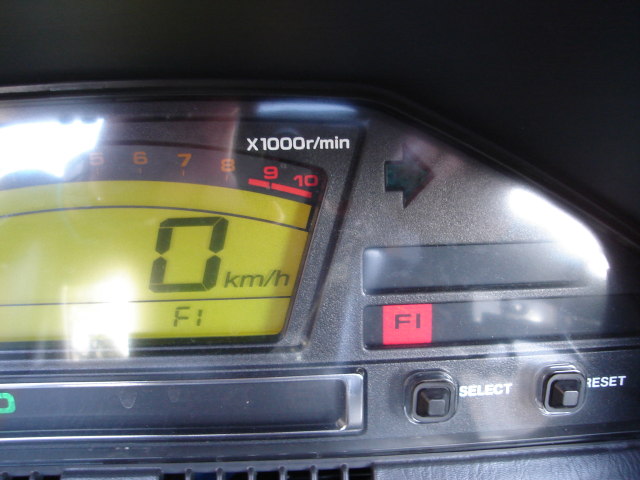 X1000r/min
5 6 7 8 9 10
0 km/h
FI
FI
SELECT RESET